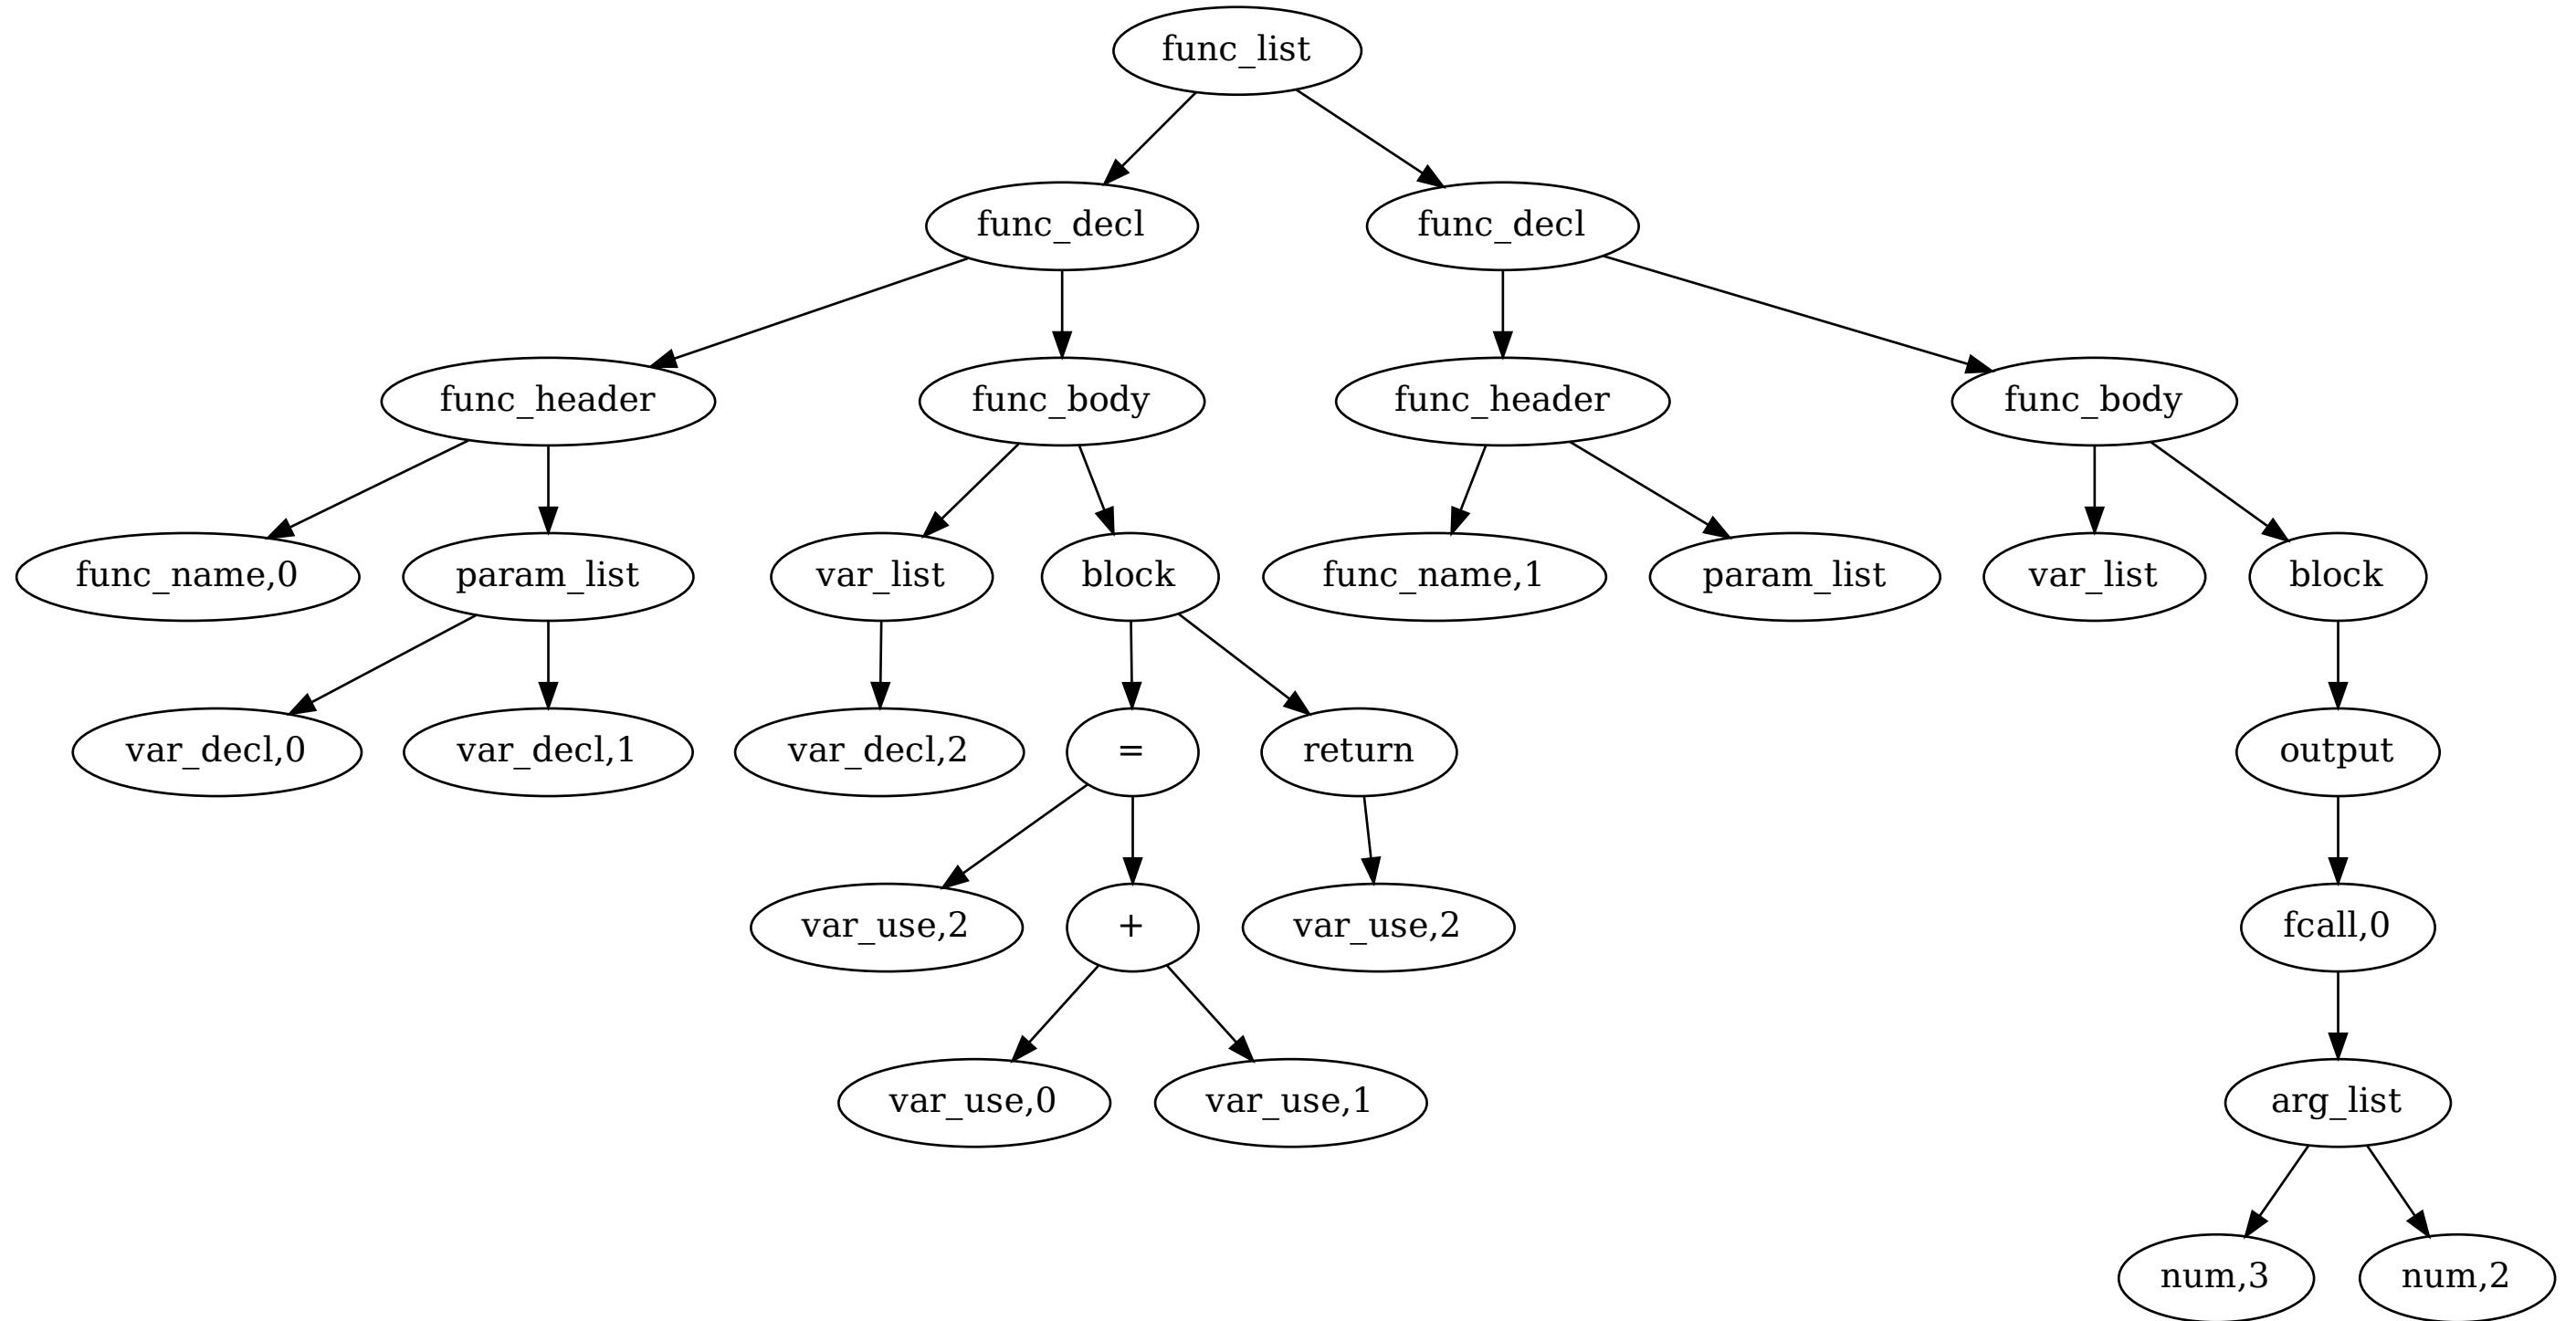 func_list
func_decl
func_decl
func_header
func_body
func_header
func_body
func_name,0
param_list
var_list
block
func_name,1
param_list
var_list
block
var_decl,0
var_decl,1
var_decl,2
=
return
output
var_use,2
+
var_use,2
fcall,0
var_use,0
var_use,1
arg_list
num,3
num,2